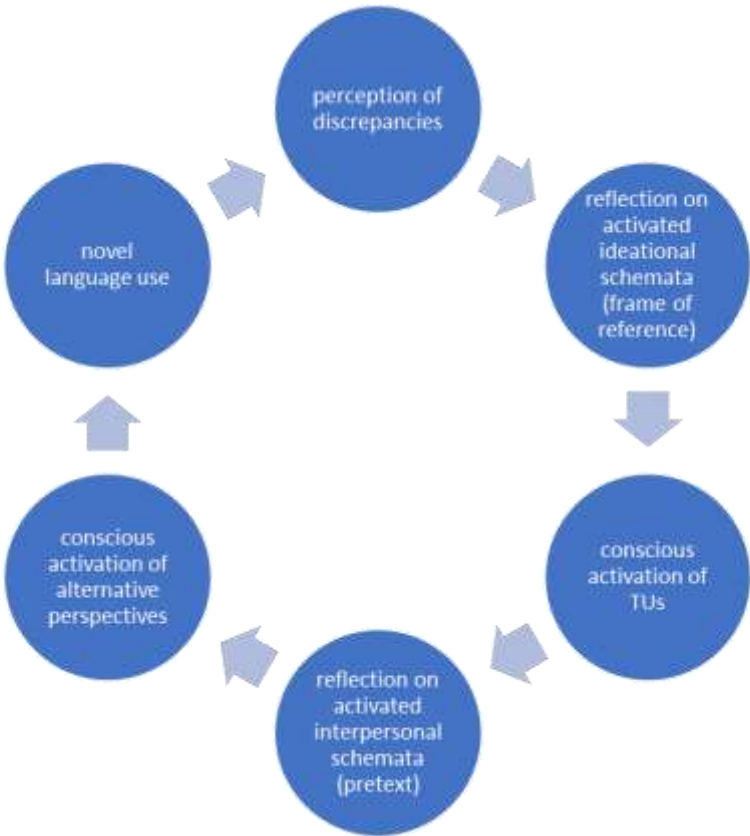 perception of
discrepancies
reflection on
activated
ideational
schemata
(frame of
reference)
conscious
activation of
TUs
reflection on
activated
interpersonal
schemata
(pretext)
conscious
activation of
alternative
perspectives
novel
language use